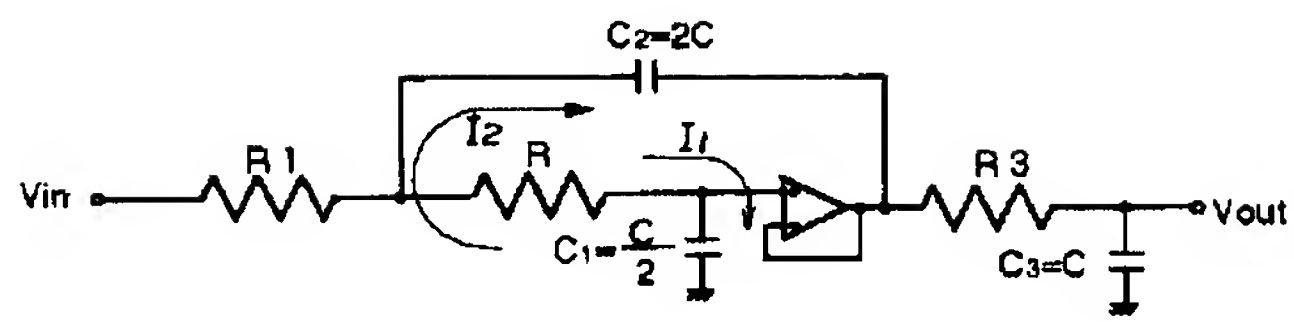 C2=2C
I2
I1
R 1
R
R 3
Vin
Vout
C1=C/2
C3=C